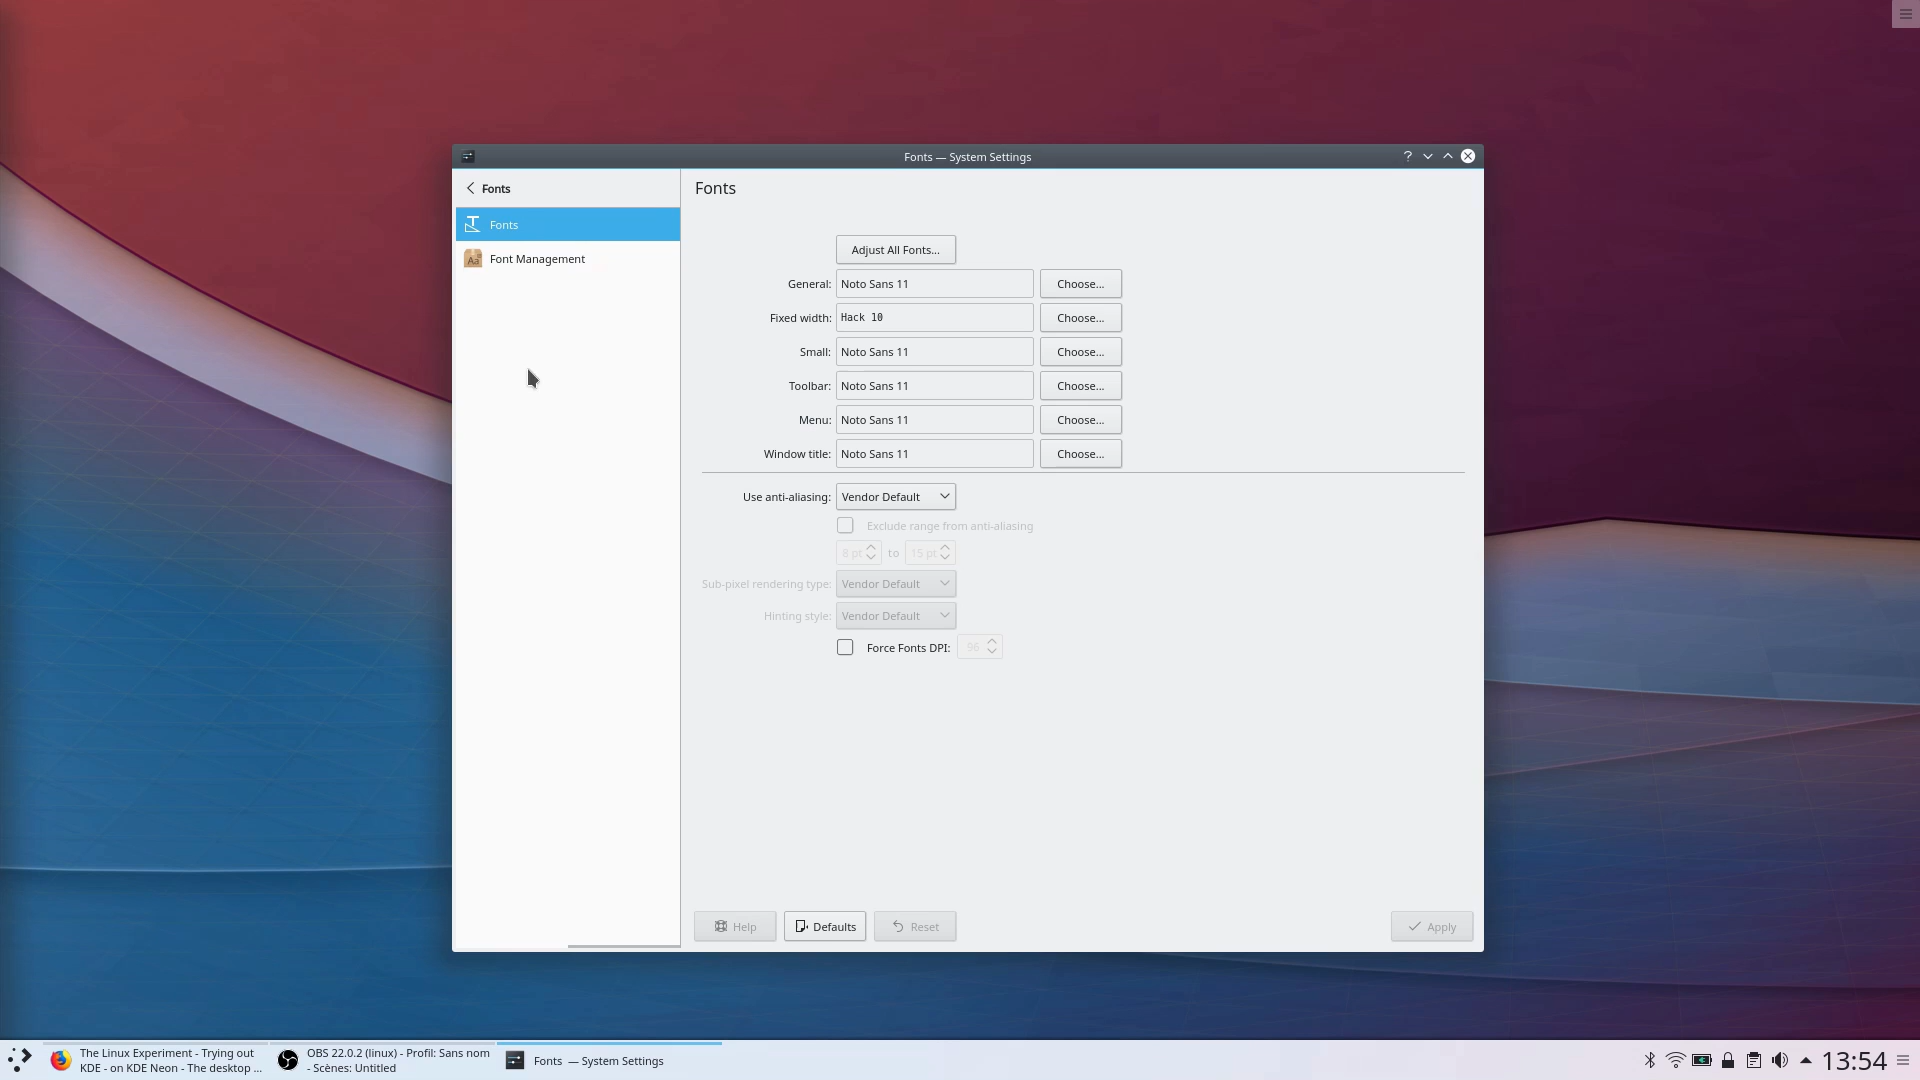 Fonts — System Settings
?
Fonts
Fonts
Fonts
Font Management
Adjust All Fonts...
General: Noto Sans 11 Choose...
Fixed width: Hack 10 Choose...
Small: Noto Sans 11 Choose...
Toolbar: Noto Sans 11 Choose...
Menu: Noto Sans 11 Choose...
Window title: Noto Sans 11 Choose...
Use anti-aliasing: Vendor Default
Exclude range from anti-aliasing
8 pt to 15 pt
Sub-pixel rendering type: Vendor Default
Hinting style: Vendor Default
Force Fonts DPI: 96
Help Defaults Reset Apply
The Linux Experiment - Trying out
KDE - on KDE Neon - The desktop ...
OBS 22.0.2 (linux) - Profil: Sans nom
- Scènes: Untitled
Fonts — System Settings
13:54